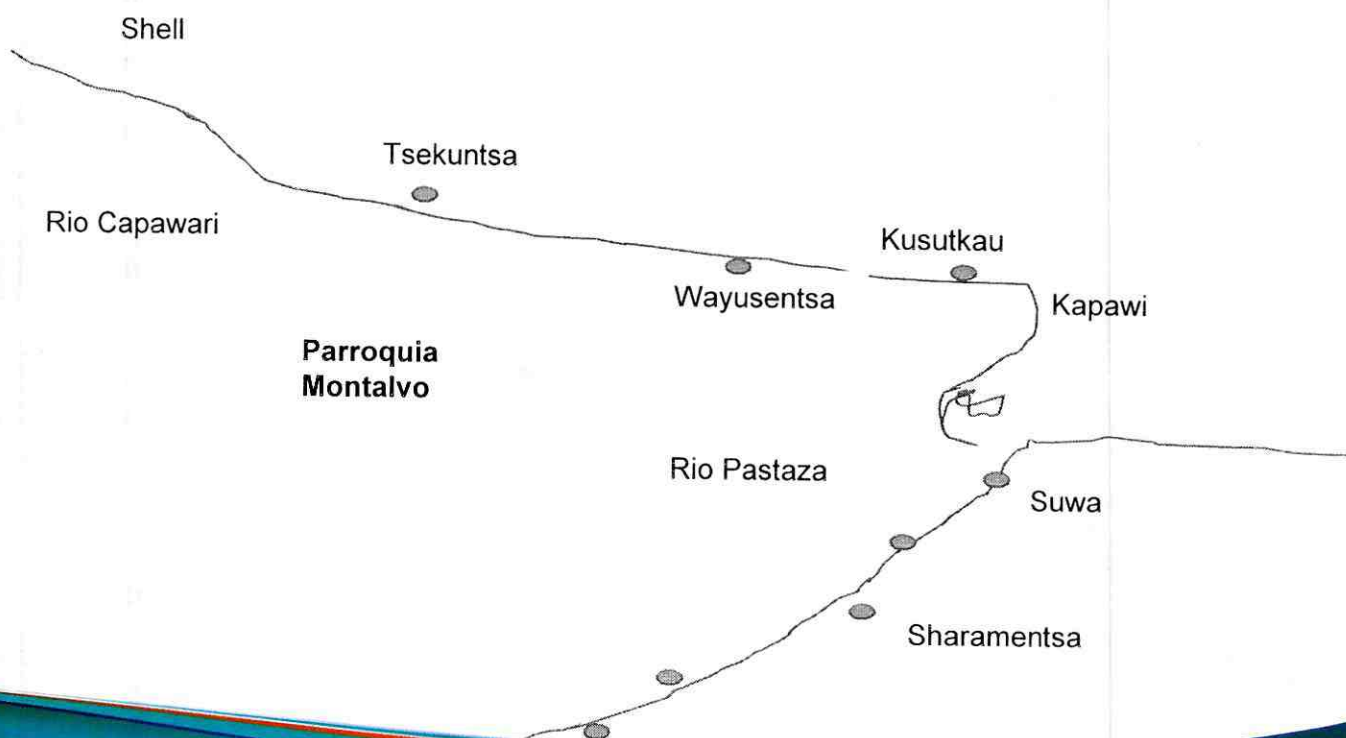 Shell
Tsekuntsa
Rio Capawari
Kusutkau
Wayusentsa
Kapawi
Parroquia
Montalvo
Rio Pastaza
Suwa
Sharamentsa